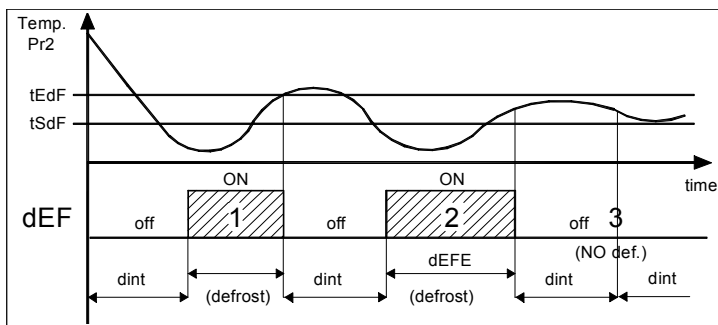 Temp.
Pr2
tEdF
tSdF
time
ON ON
dEF off 1 off 2 off 3
(NO def.)
dint (defrost) dint dEFE (defrost) dint dint